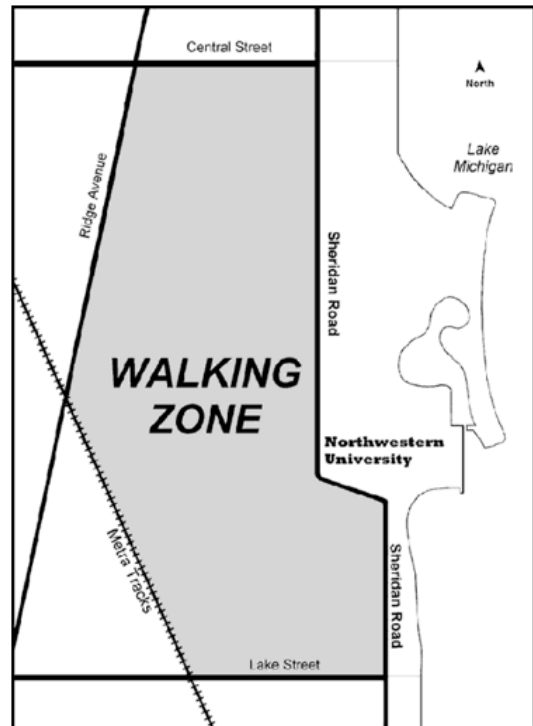 Central Street
North
Lake
Michigan
Ridge Avenue
Sheridan Road
WALKING
ZONE
Northwestern
University
Metra Tracks
Sheridan Road
Lake Street